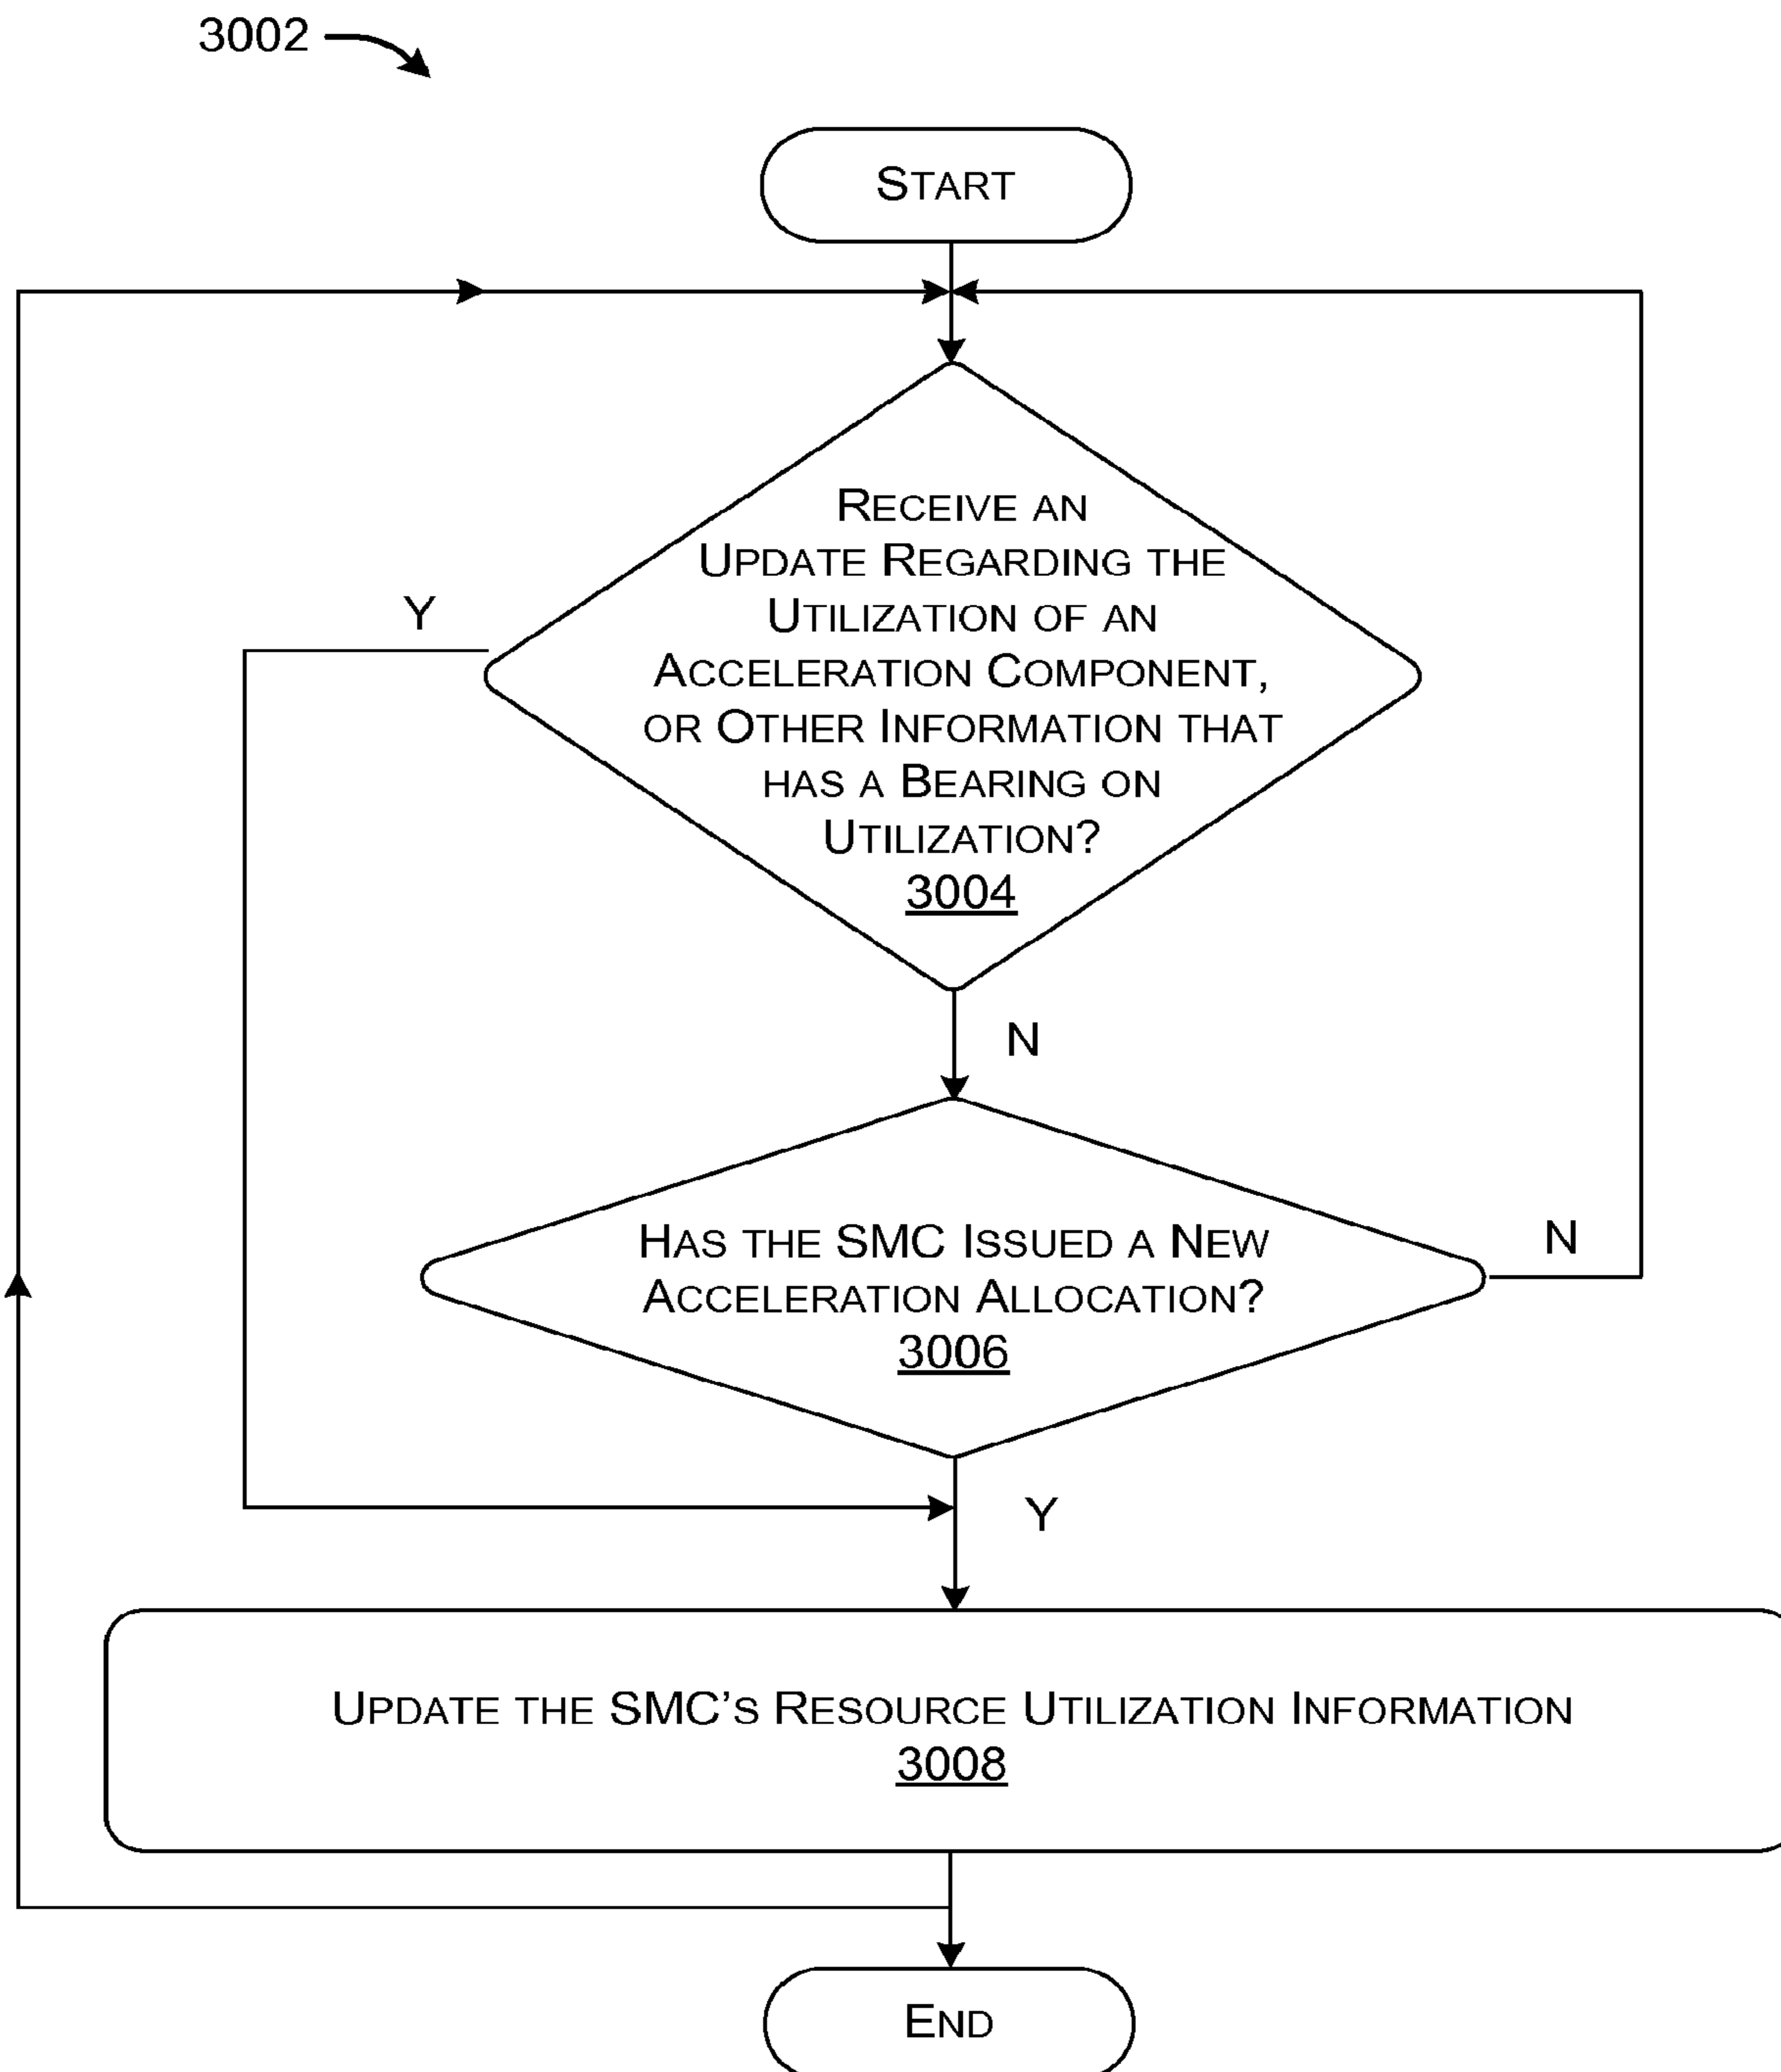 3002
START
RECEIVE AN
UPDATE REGARDING THE
UTILIZATION OF AN
ACCELERATION COMPONENT,
OR OTHER INFORMATION THAT
HAS A BEARING ON
UTILIZATION?
3004
Y
N
HAS THE SMC ISSUED A NEW
ACCELERATION ALLOCATION?
3006
N
Y
UPDATE THE SMC'S RESOURCE UTILIZATION INFORMATION
3008
END